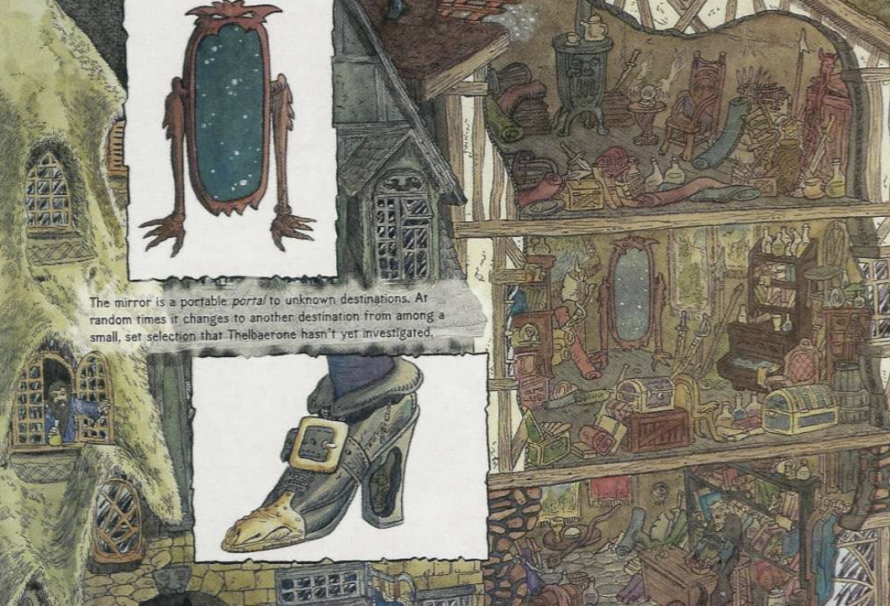 The mirror is a portable portal to unknown destinations. At
random times it changes to another destination from among a
small, set selection that Thelbaerone hasn't yet investigated.